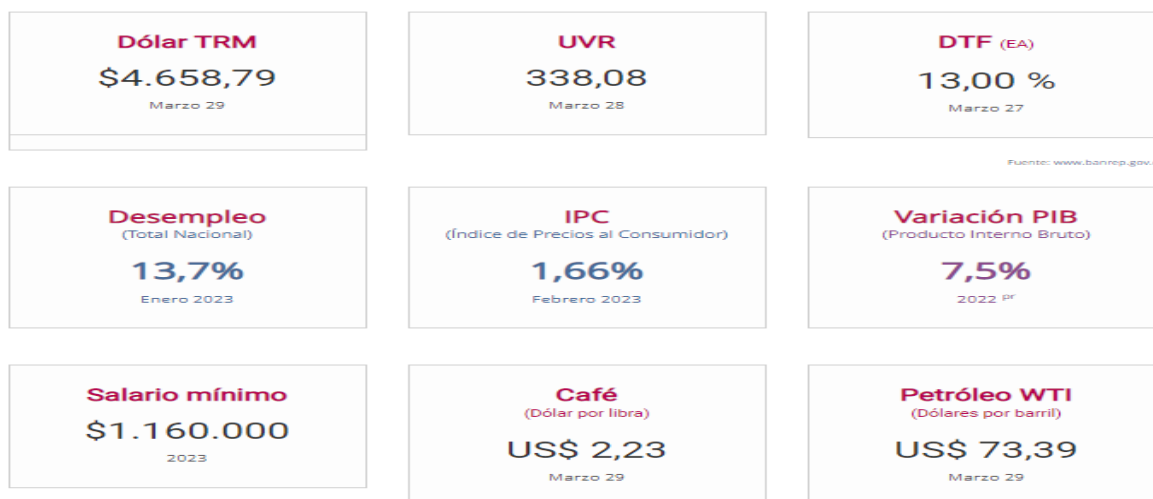 Dólar TRM
$4.658,79
Marzo 29
UVR
338,08
Marzo 28
DTF (EA)
13,00 %
Marzo 27
Fuente: www.banrep.gov.
Desempleo
(Total Nacional)
13,7%
Enero 2023
IPC
(Índice de Precios al Consumidor)
1,66%
Febrero 2023
Variación PIB
(Producto Interno Bruto)
7,5%
2022 pr
Salario mínimo
$1.160.000
2023
Café
(Dólar por libra)
US$ 2,23
Marzo 29
Petróleo WTI
(Dólares por barril)
US$ 73,39
Marzo 29